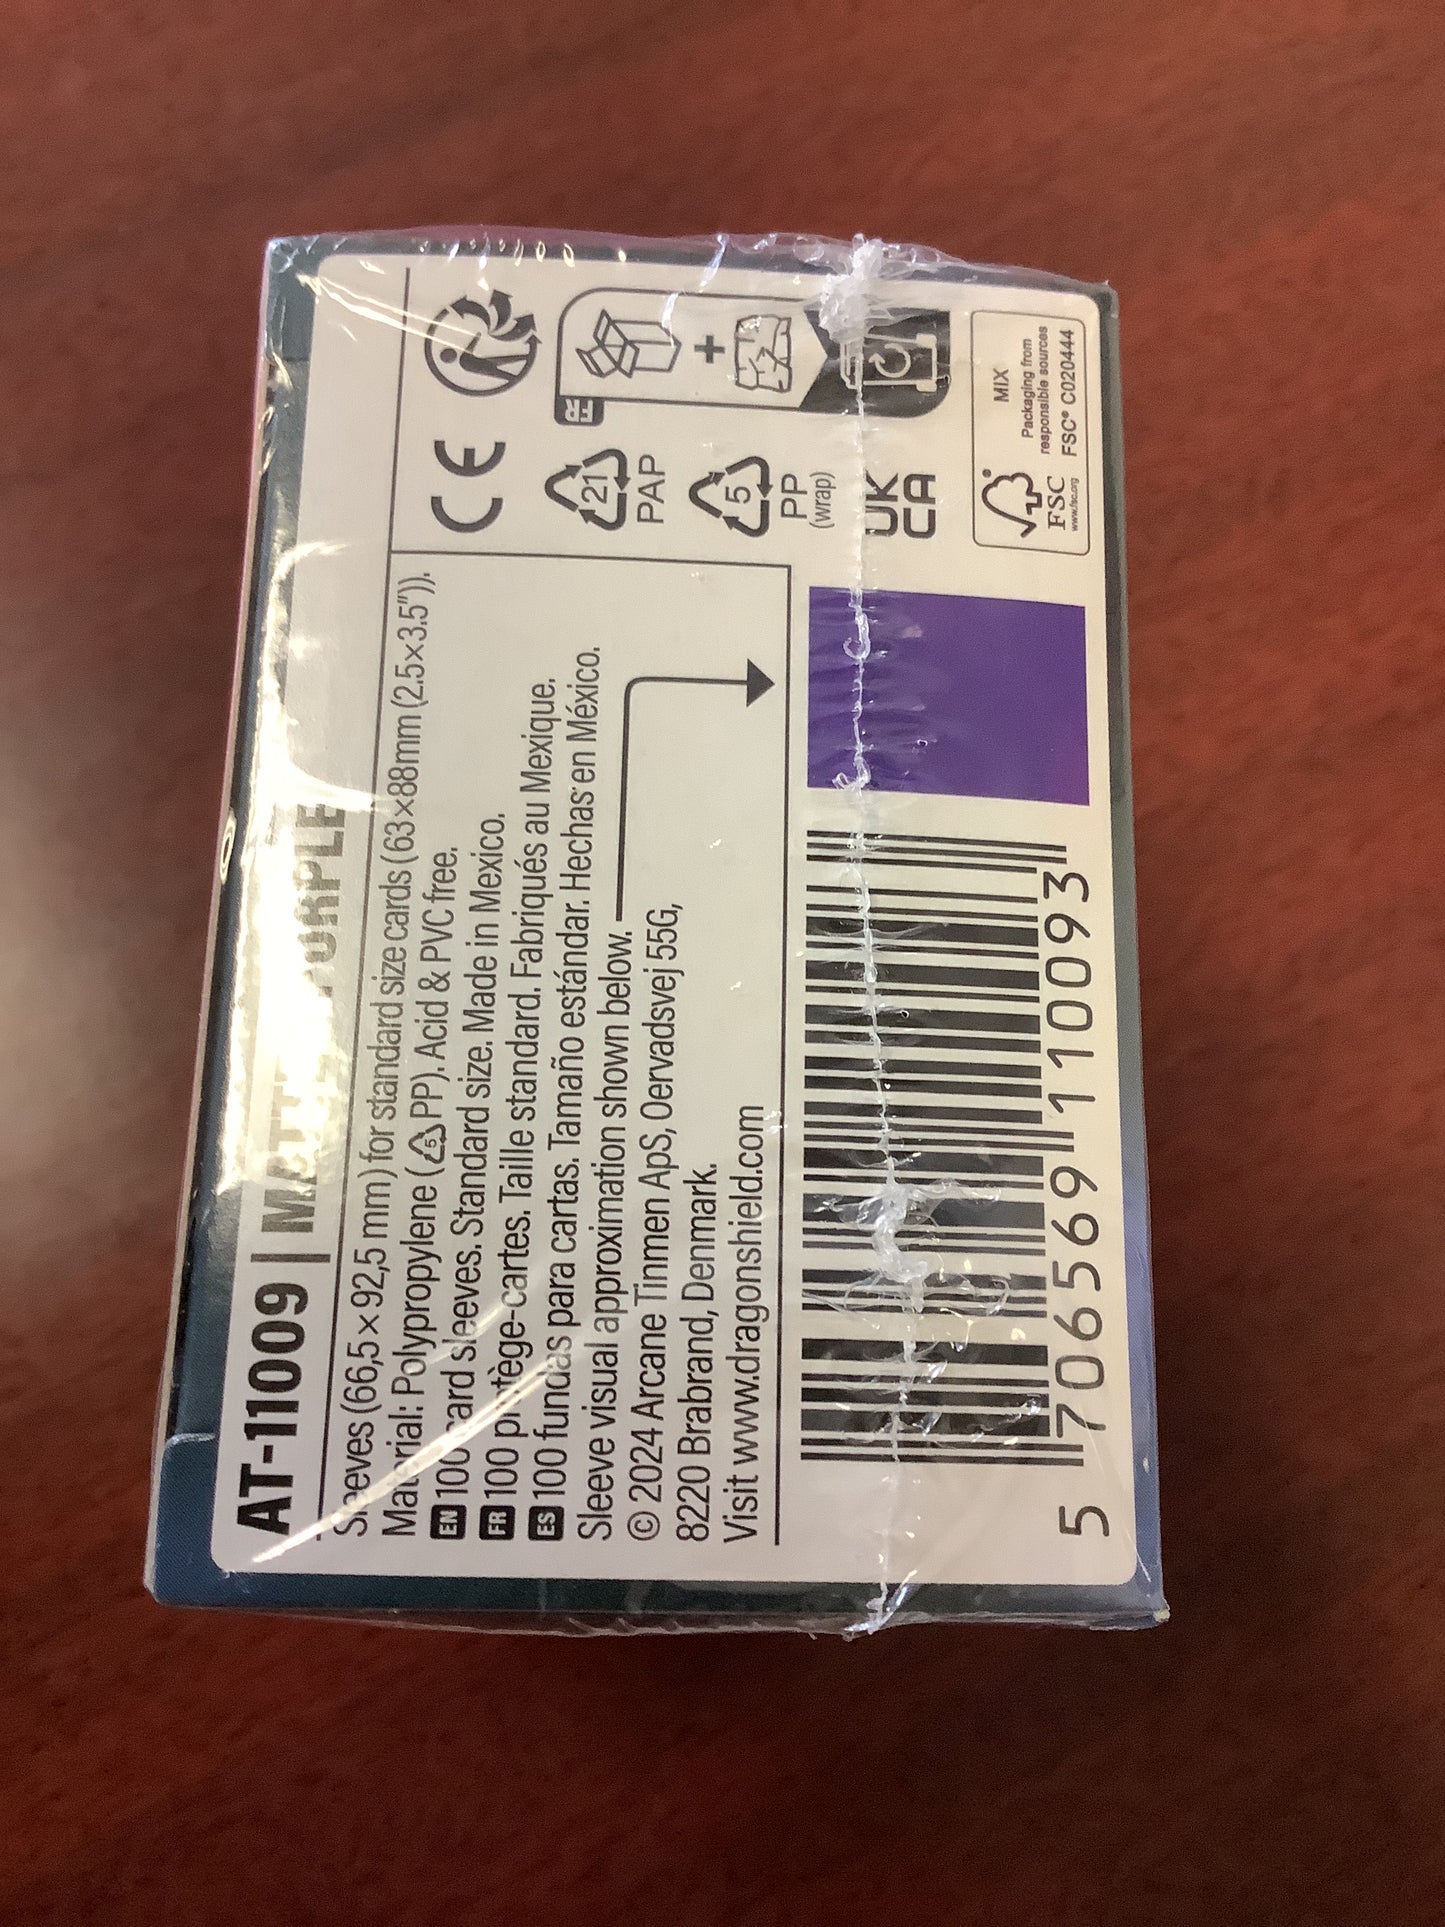 AT-11009 | MATTE PURPLE
Sleeves (66,5 × 92,5 mm) for standard size cards (63×88mm (2.5×3.5")).
Material: Polypropylene (5 PP). Acid & PVC free.
EN 100 card sleeves. Standard size. Made in Mexico.
FR 100 protège-cartes. Taille standard. Fabriqués au Mexique.
ES 100 fundas para cartas. Tamaño estándar. Hechas en México.
Sleeve visual approximation shown below.
© 2024 Arcane Tinmen ApS, Oervadsvej 55G,
8220 Brabrand, Denmark.
Visit www.dragonshield.com
5 706569 110093
CE
21
PAP
FR
+
5
PP
(wrap)
UK
CA
FSC
www.fsc.org
MIX
Packaging from
responsible sources
FSC® C020444